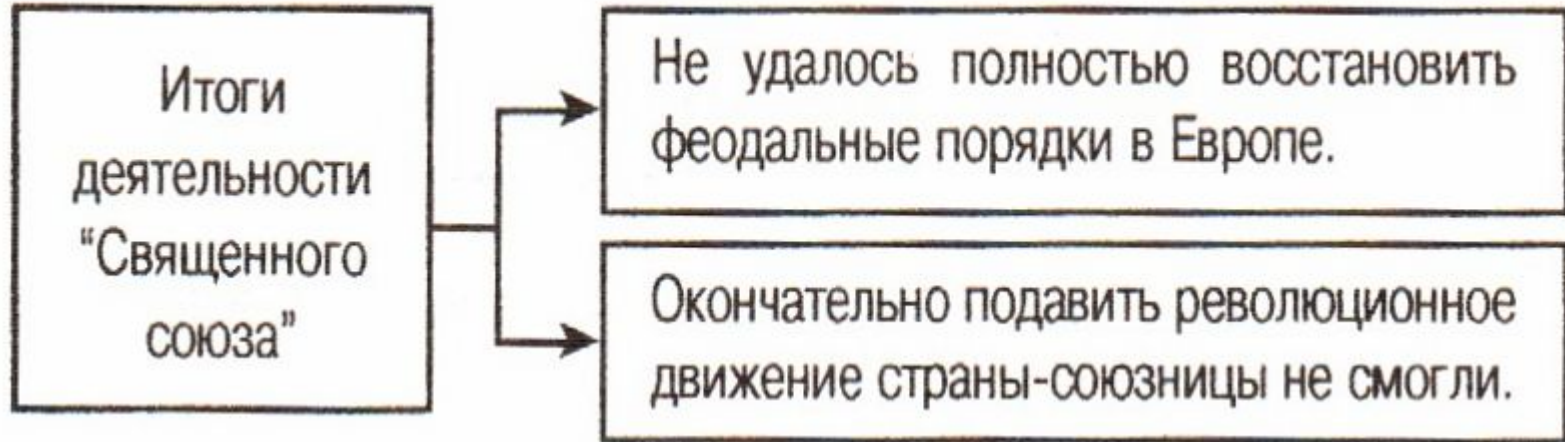 Итоги
деятельности
“Священного
союза”
Не удалось полностью восстановить
феодальные порядки в Европе.
Окончательно подавить революционное
движение страны-союзницы не смогли.